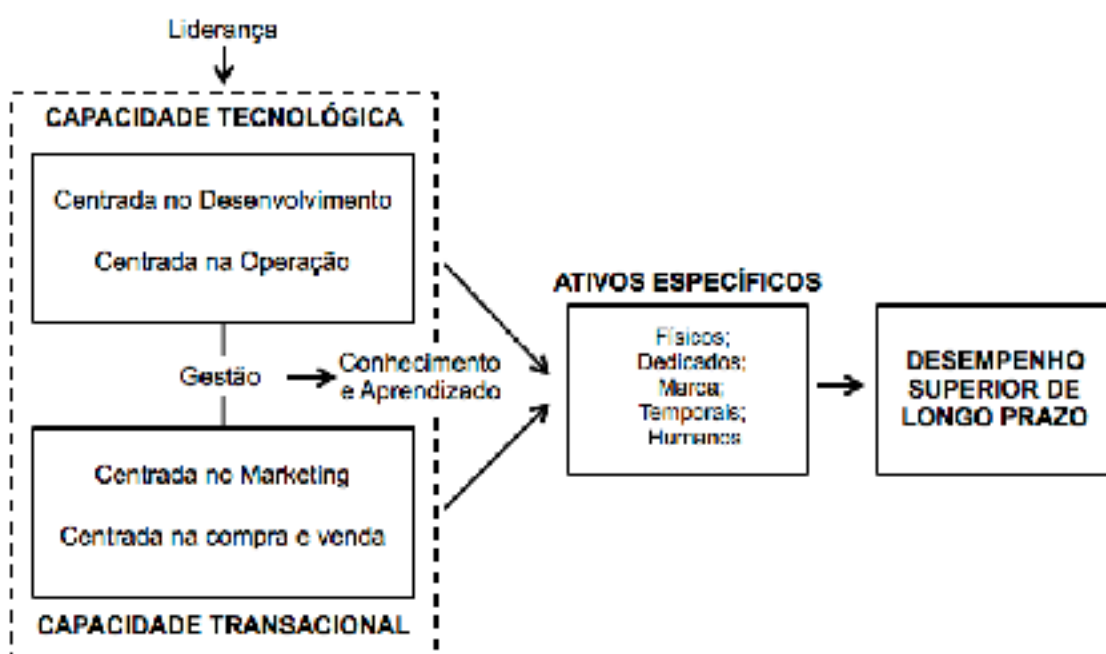 Liderança
CAPACIDADE TECNOLÓGICA
Centrada no Desenvolvimento
Centrada na Operação
Gestão
Conhecimento
e Aprendizado
Centrada no Marketing
Centrada na compra e venda
CAPACIDADE TRANSACIONAL
ATIVOS ESPECÍFICOS
Físicos;
Dedicados;
Marca;
Temporais;
Humanos
DESEMPENHO
SUPERIOR DE
LONGO PRAZO